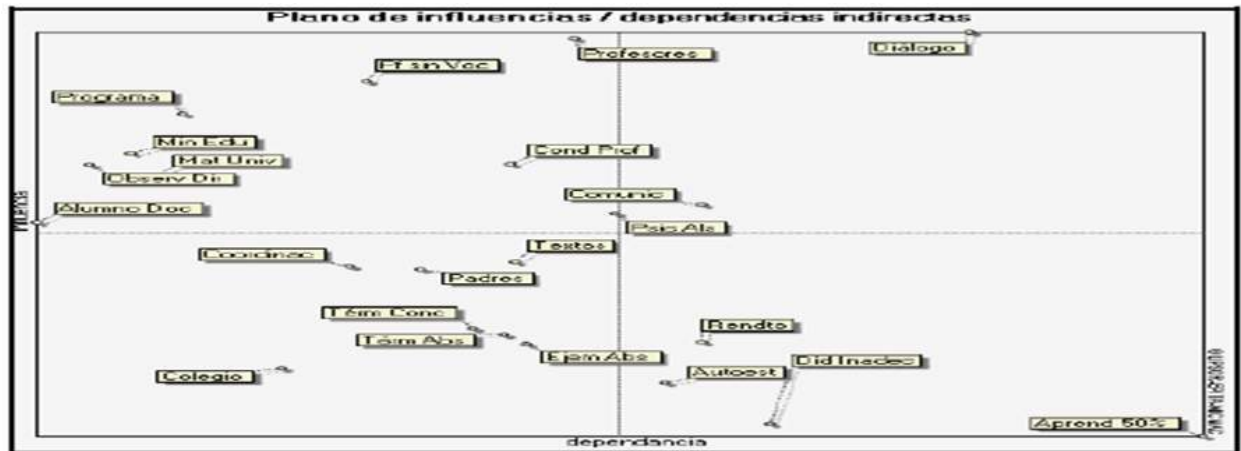 Plano de influencias / dependencias indirectas
Profesores
Diálogo
Pf sin Voc
Programa
Min Edu
Mat Univ
Observ Dir
Cond Prof
Comunic
Alumno Doc
Psic Als
Textos
Coordinac
Padres
Térm Conc
Térm Abs
Rendto
Ejem Abs
Did Inadec
Autoest
Colegio
Aprend 50%
dependancia